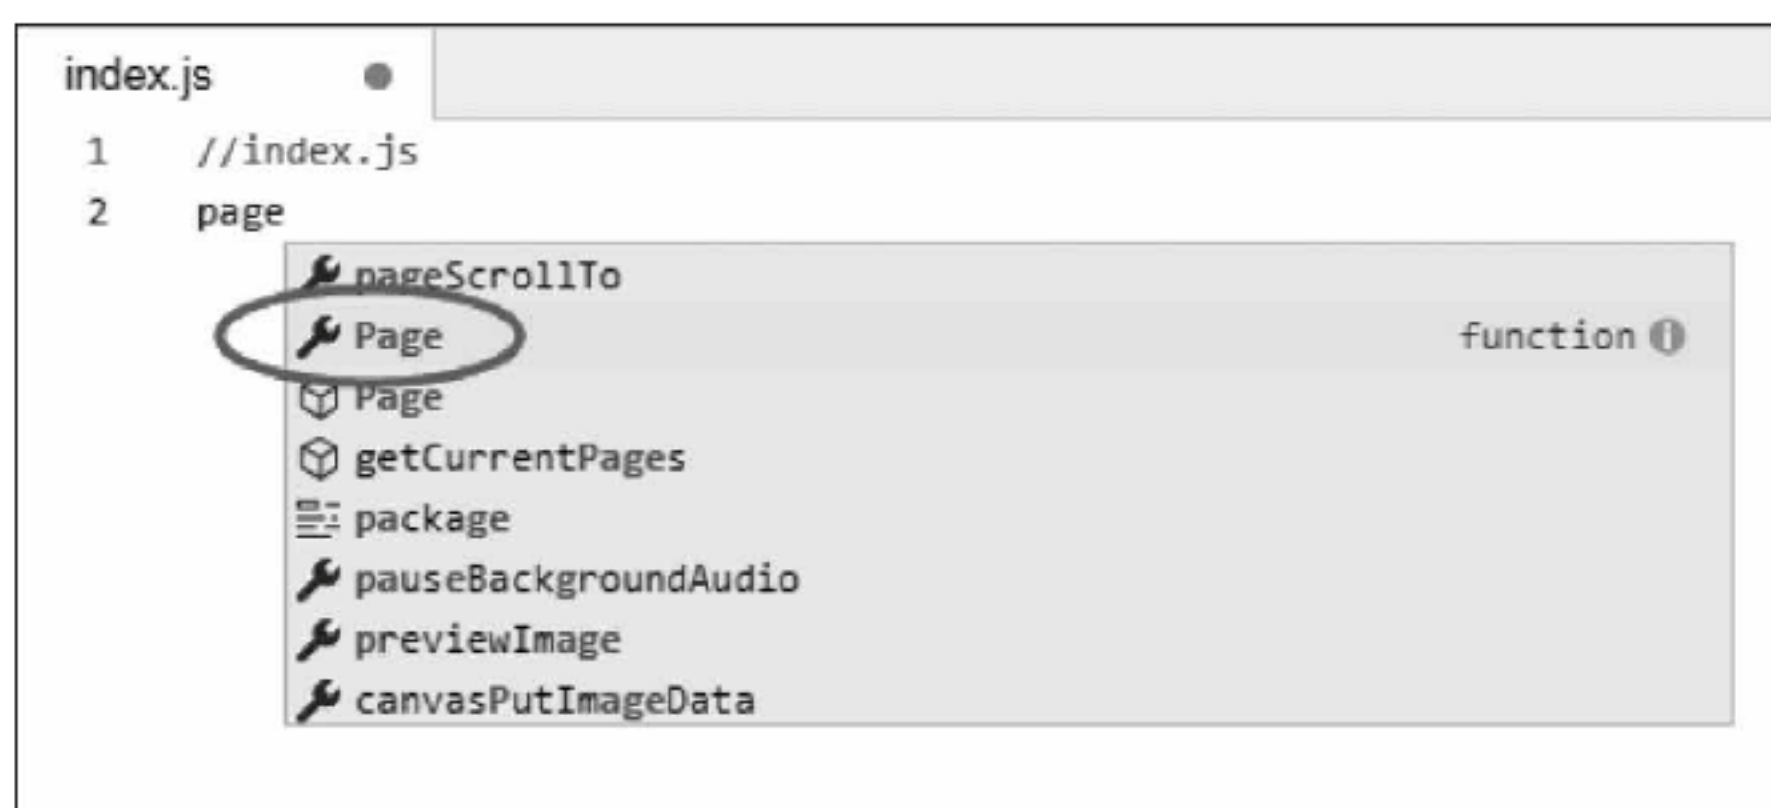 index.js
1 //index.js
2 page
pageScrollTo
Page function
Page
getCurrentPages
package
pauseBackgroundAudio
previewImage
canvasPutImageData